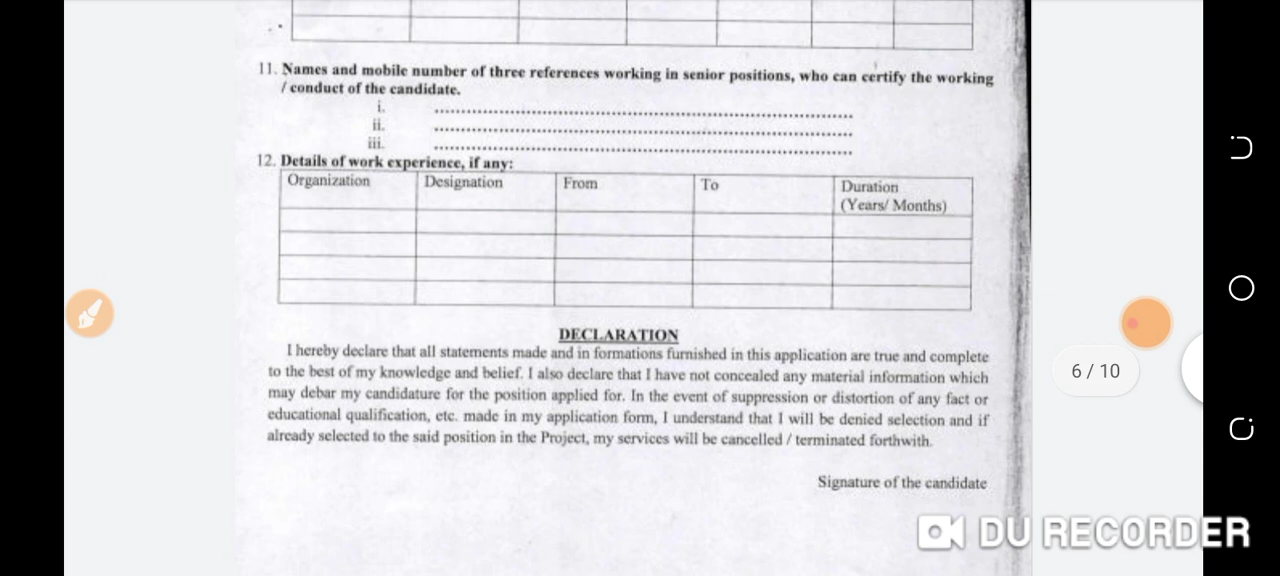 11. Names and mobile number of three references working in senior positions, who can certify the working
/ conduct of the candidate.
i. ........................................................................
ii. ........................................................................
iii. ........................................................................
12. Details of work experience, if any:
Organization Designation From To Duration
(Years/ Months)
DECLARATION
I hereby declare that all statements made and in formations furnished in this application are true and complete
to the best of my knowledge and belief. I also declare that I have not concealed any material information which
may debar my candidature for the position applied for. In the event of suppression or distortion of any fact or
educational qualification, etc. made in my application form, I understand that I will be denied selection and if
already selected to the said position in the Project, my services will be cancelled / terminated forthwith.
Signature of the candidate
6 / 10
DU RECORDER